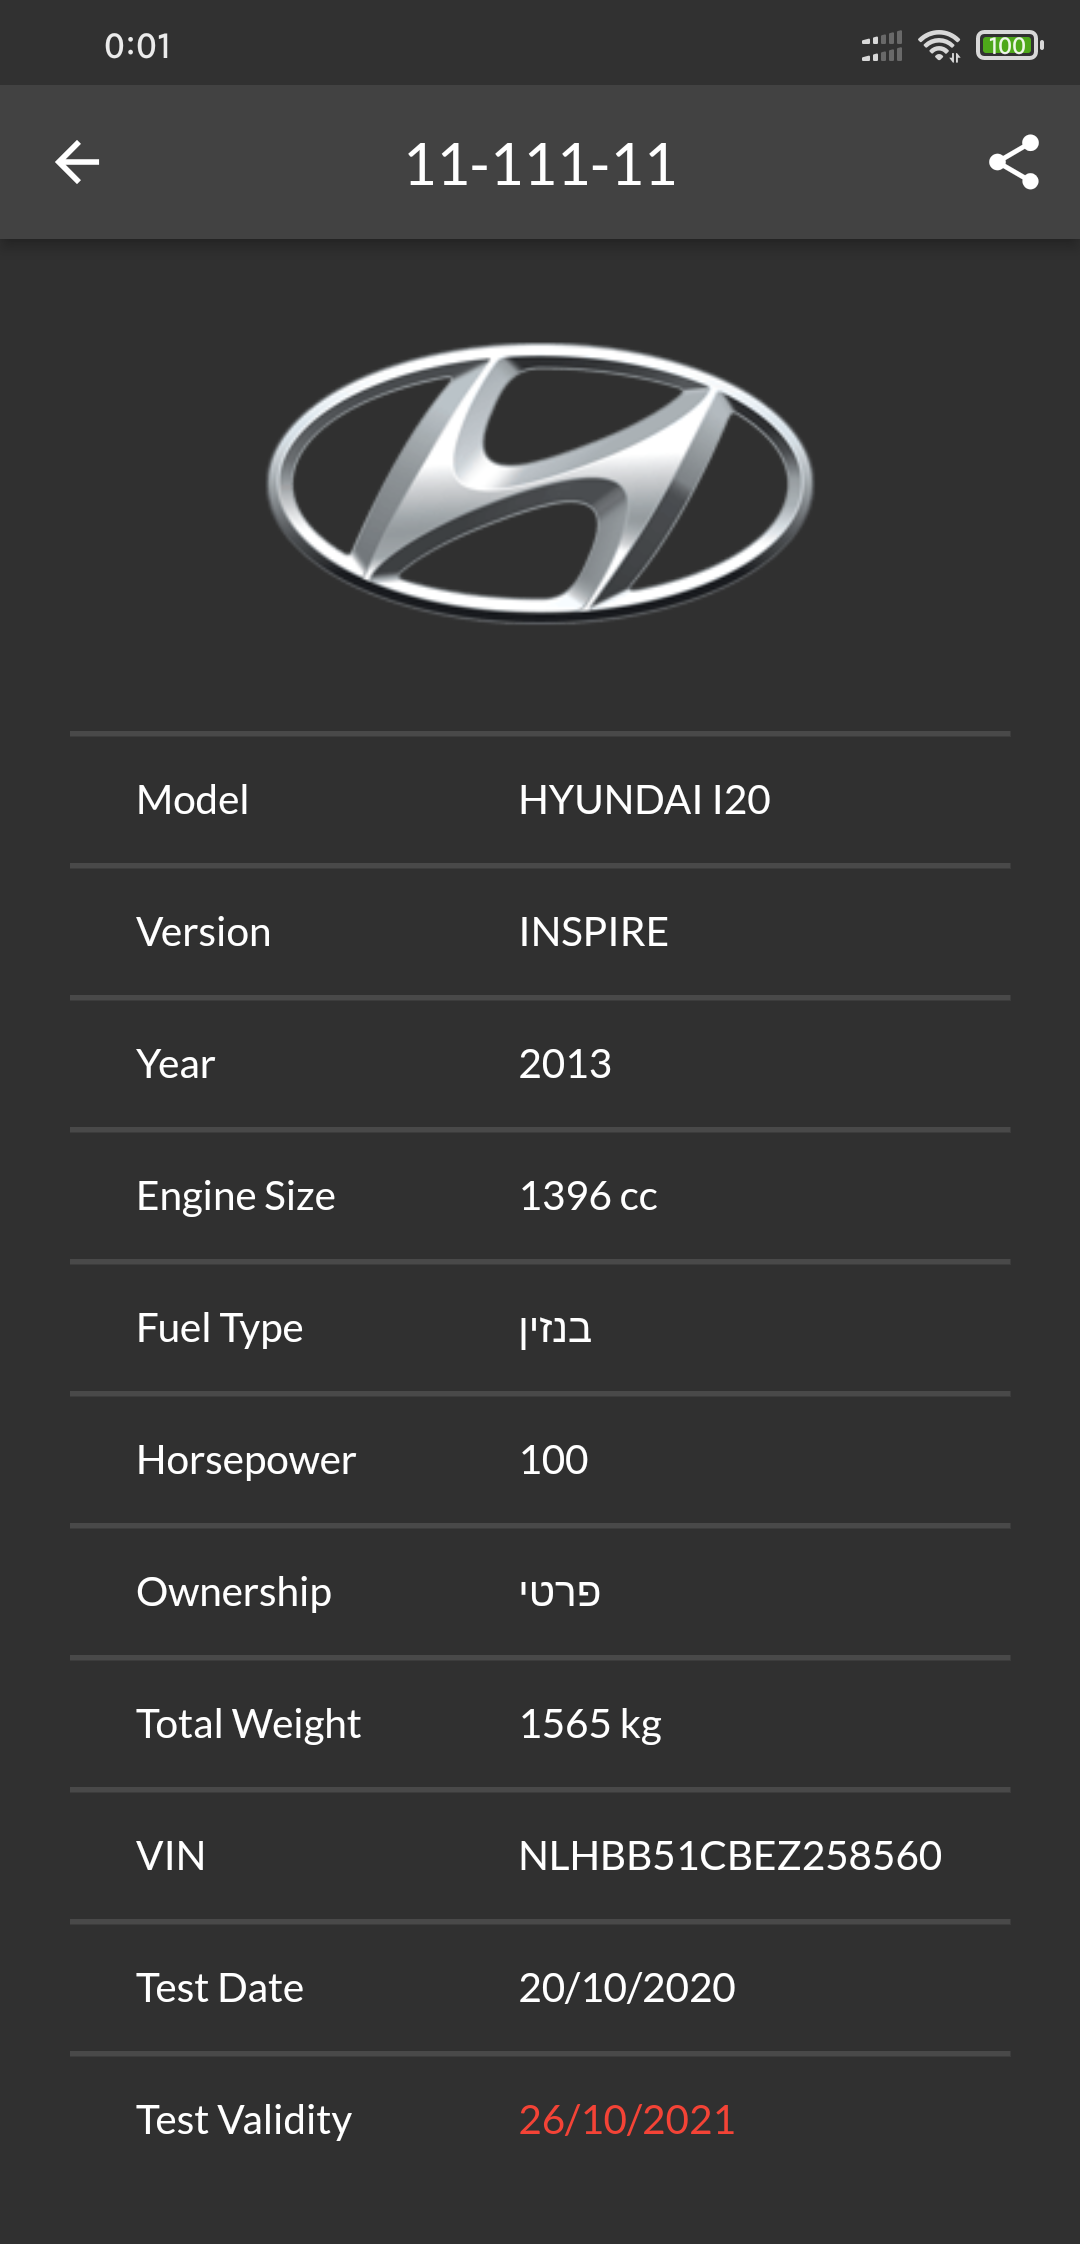 0:01
100
11-111-11
Model HYUNDAI I20
Version INSPIRE
Year 2013
Engine Size 1396 cc
Fuel Type בנזין
Horsepower 100
Ownership פרטי
Total Weight 1565 kg
VIN NLHBB51CBEZ258560
Test Date 20/10/2020
Test Validity 26/10/2021